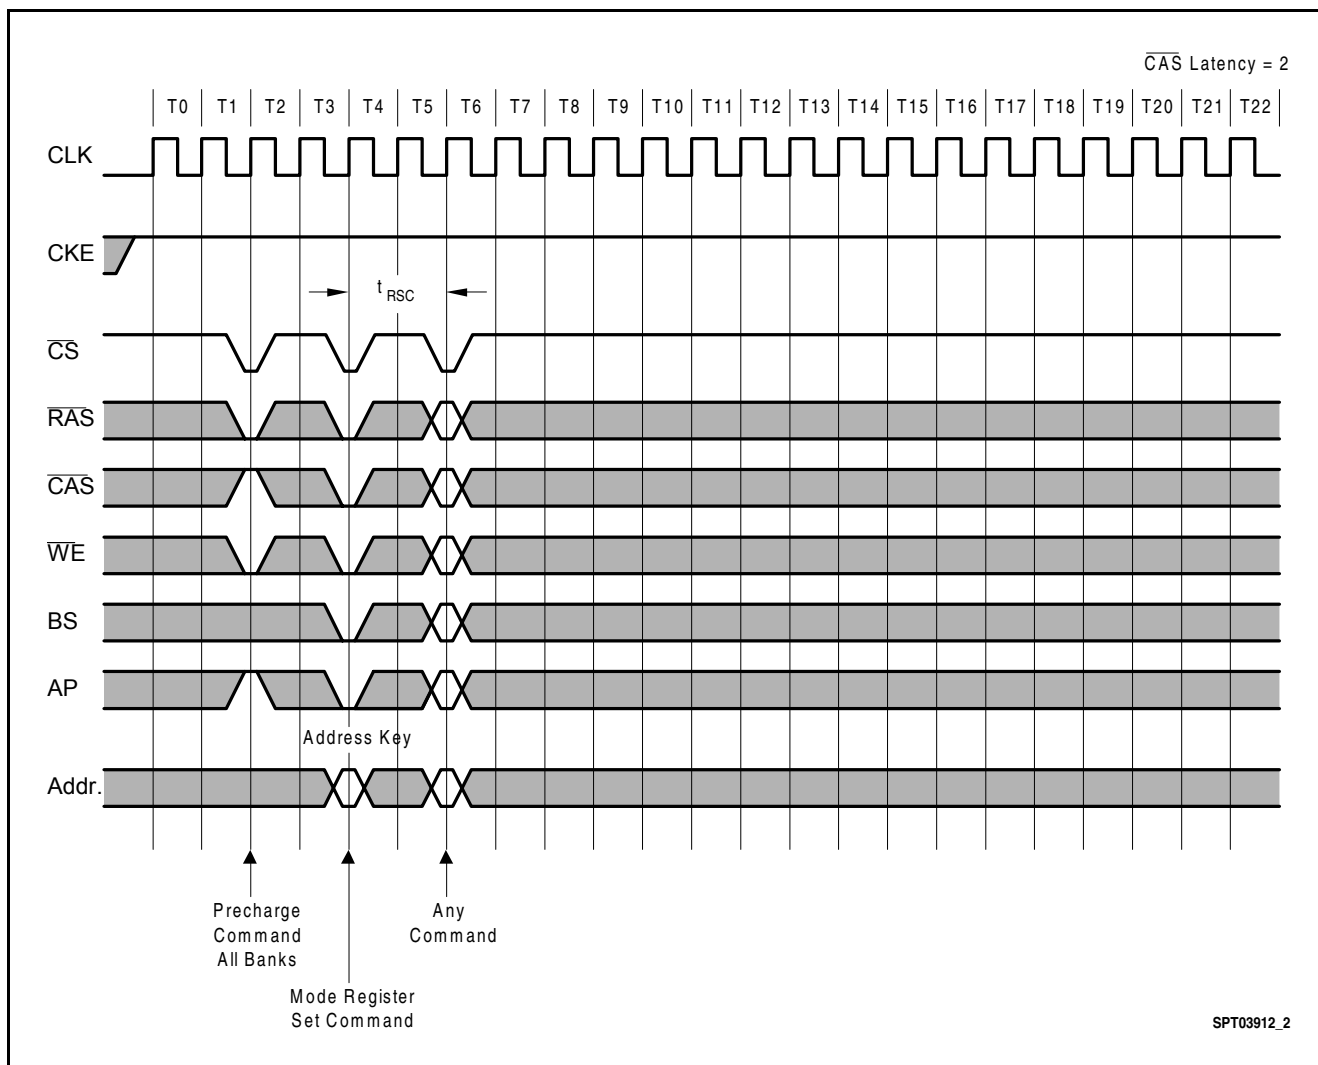 CAS Latency = 2
T0 T1 T2 T3 T4 T5 T6 T7 T8 T9 T10 T11 T12 T13 T14 T15 T16 T17 T18 T19 T20 T21 T22
CLK
CKE
t RSC
CS
RAS
CAS
WE
BS
AP
Address Key
Addr.
Precharge
Command
All Banks
Any
Command
Mode Register
Set Command
SPT03912_2